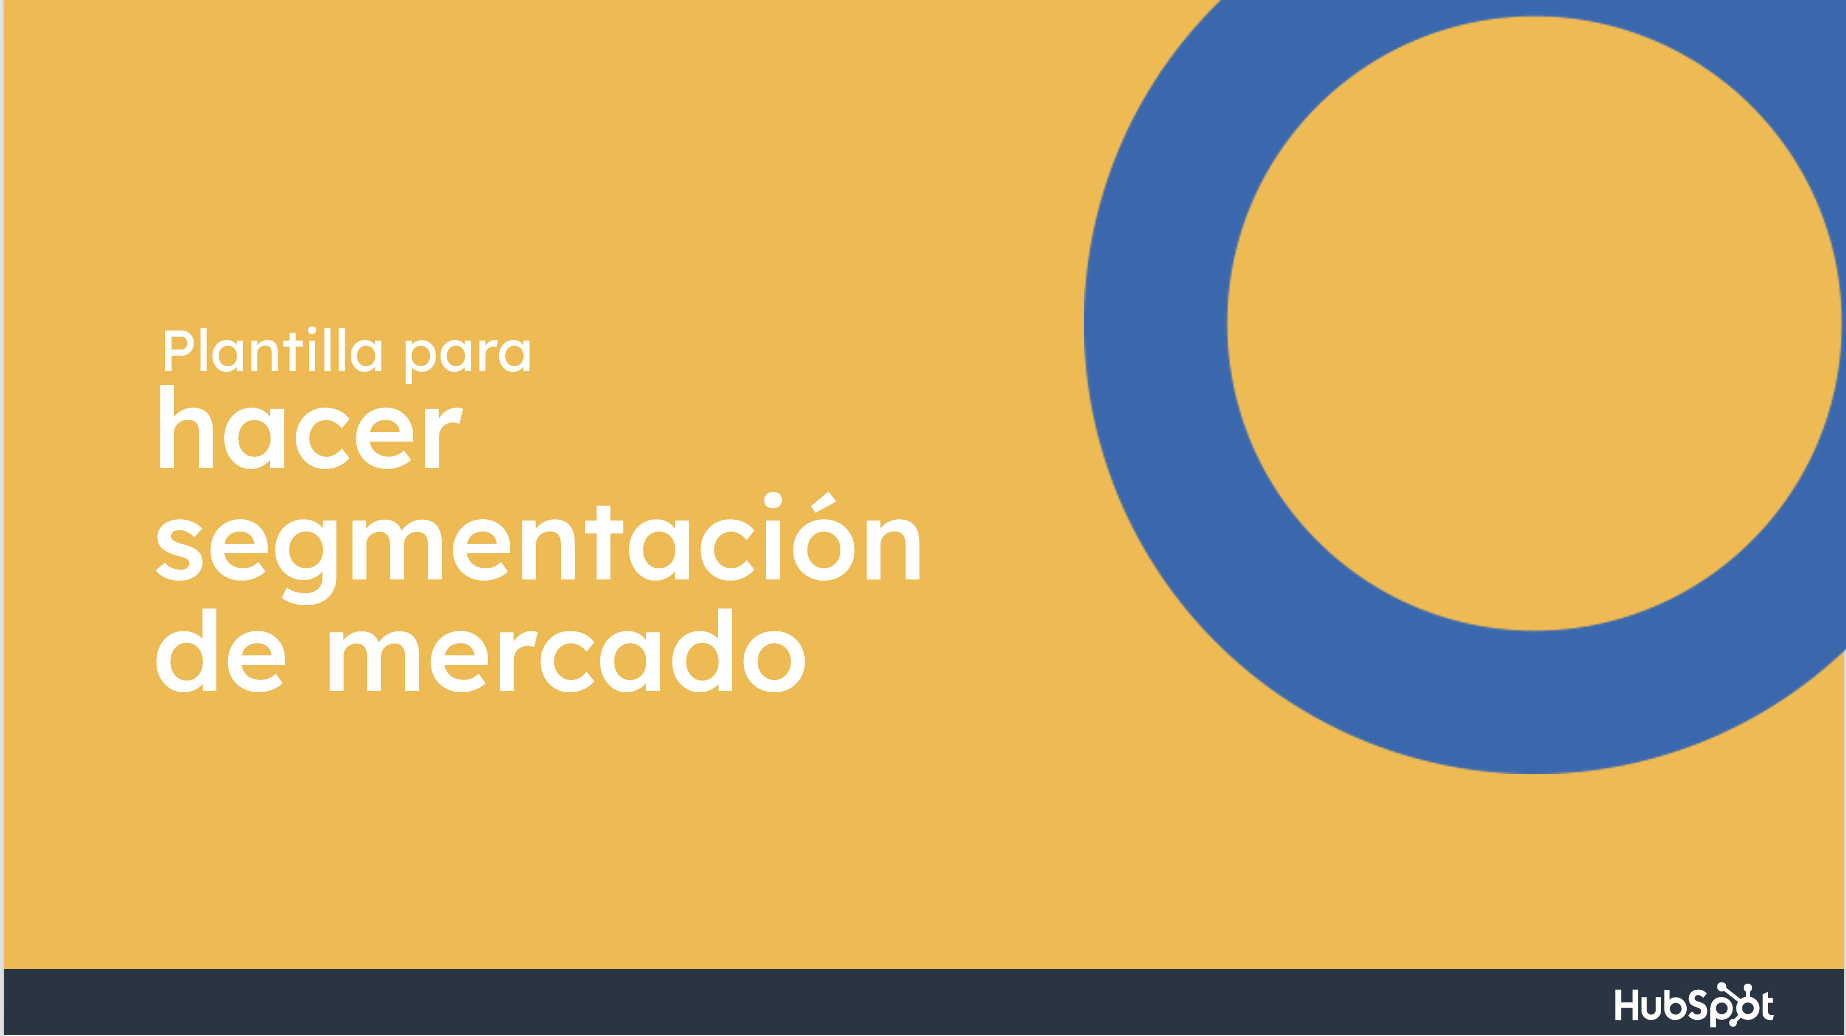 Plantilla para
hacer
segmentación
de mercado
HubSpot